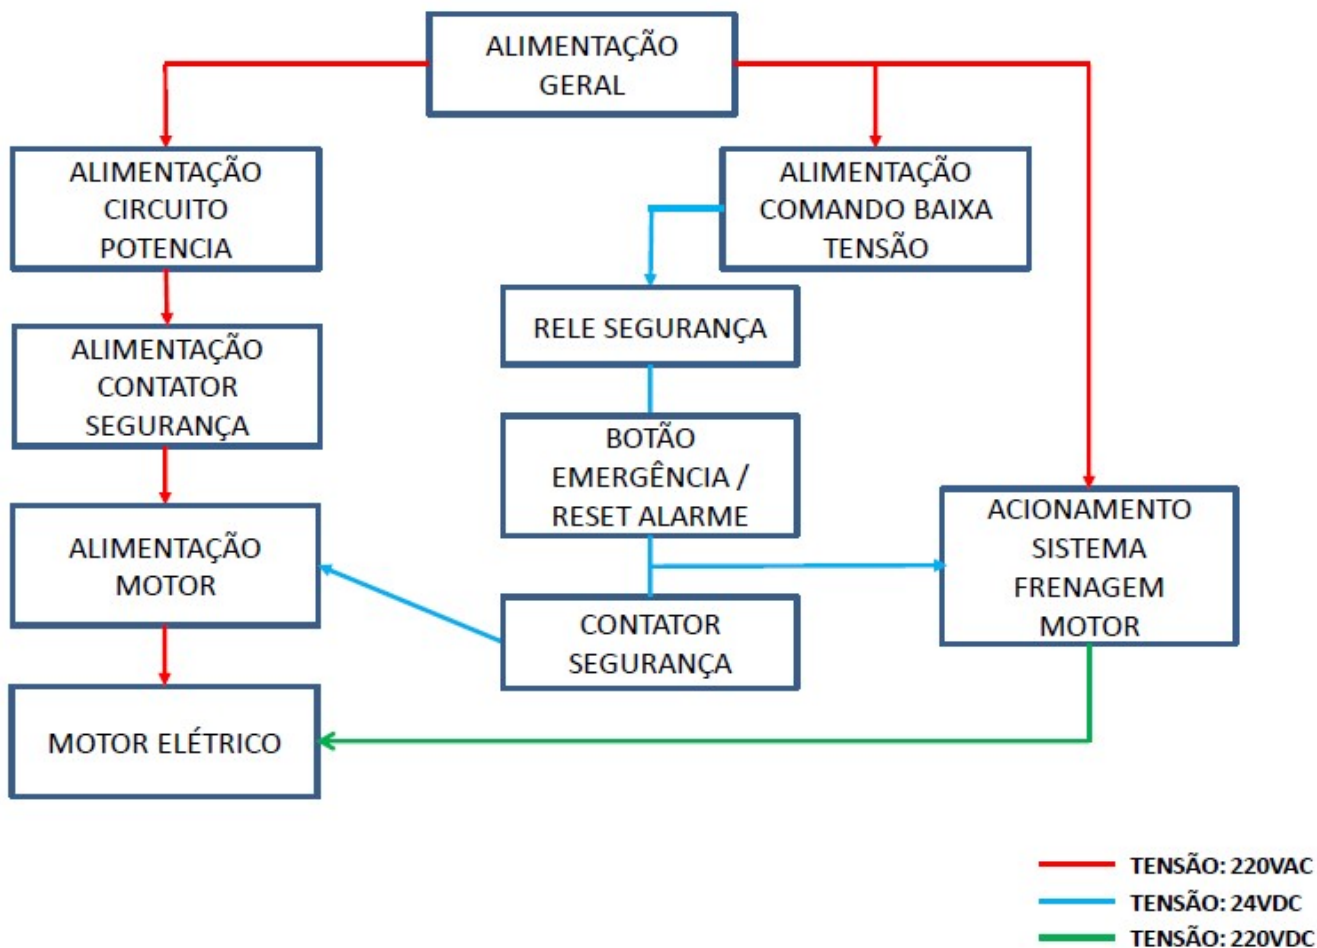 ALIMENTAÇÃO
GERAL
ALIMENTAÇÃO
CIRCUITO
POTENCIA
ALIMENTAÇÃO
COMANDO BAIXA
TENSÃO
RELE SEGURANÇA
ALIMENTAÇÃO
CONTATOR
SEGURANÇA
BOTÃO
EMERGÊNCIA /
RESET ALARME
ALIMENTAÇÃO
MOTOR
ACIONAMENTO
SISTEMA
FRENAGEM
MOTOR
CONTATOR
SEGURANÇA
MOTOR ELÉTRICO
TENSÃO: 220VAC
TENSÃO: 24VDC
TENSÃO: 220VDC